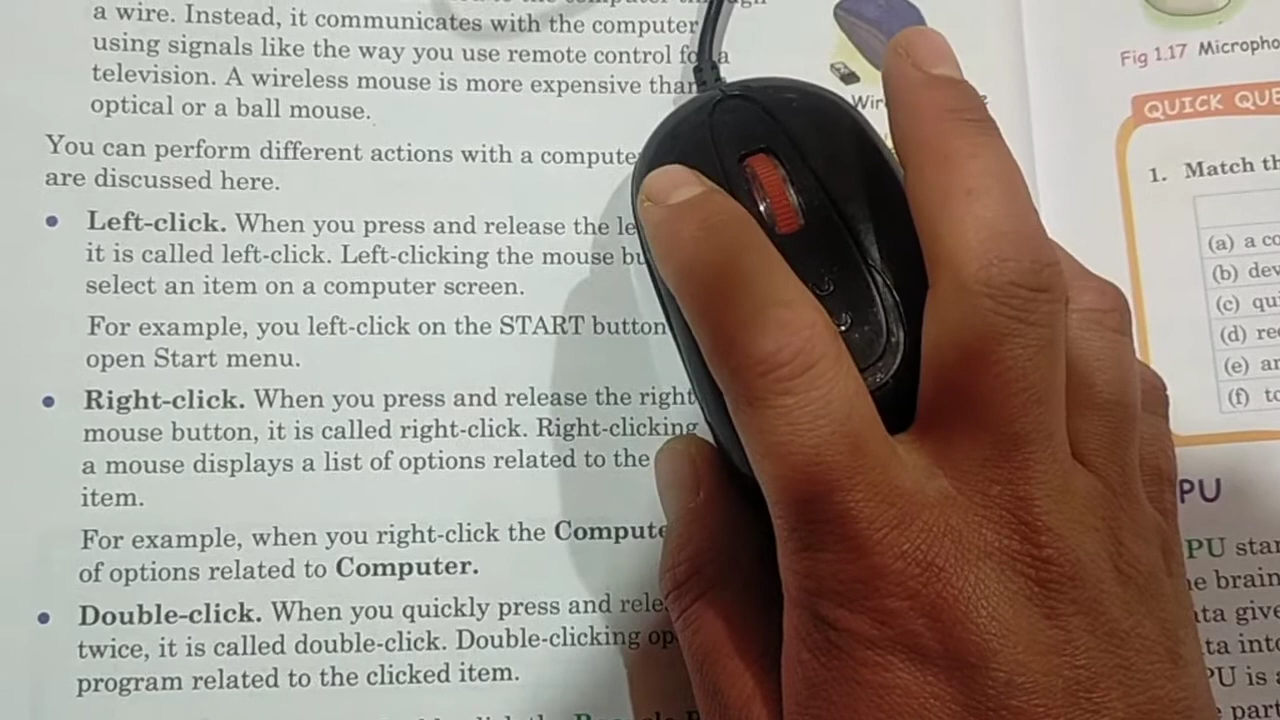 a wire. Instead, it communicates with the computer
using signals like the way you use remote control for a
television. A wireless mouse is more expensive than
optical or a ball mouse.
You can perform different actions with a compute
are discussed here.
• Left-click. When you press and release the le
it is called left-click. Left-clicking the mouse bu
select an item on a computer screen.
For example, you left-click on the START button
open Start menu.
• Right-click. When you press and release the right
mouse button, it is called right-click. Right-clicking
a mouse displays a list of options related to the
item.
For example, when you right-click the Compute
of options related to Computer.
• Double-click. When you quickly press and rele
twice, it is called double-click. Double-clicking op
program related to the clicked item.
Wir
Fig 1.17 Micropho
QUICK QUE
1. Match th
(a) a co
(b) dev
(c) qu
(d) re
(e) an
(f) to
PU
PU star
e brain
ta give
ta into
PU is a
part